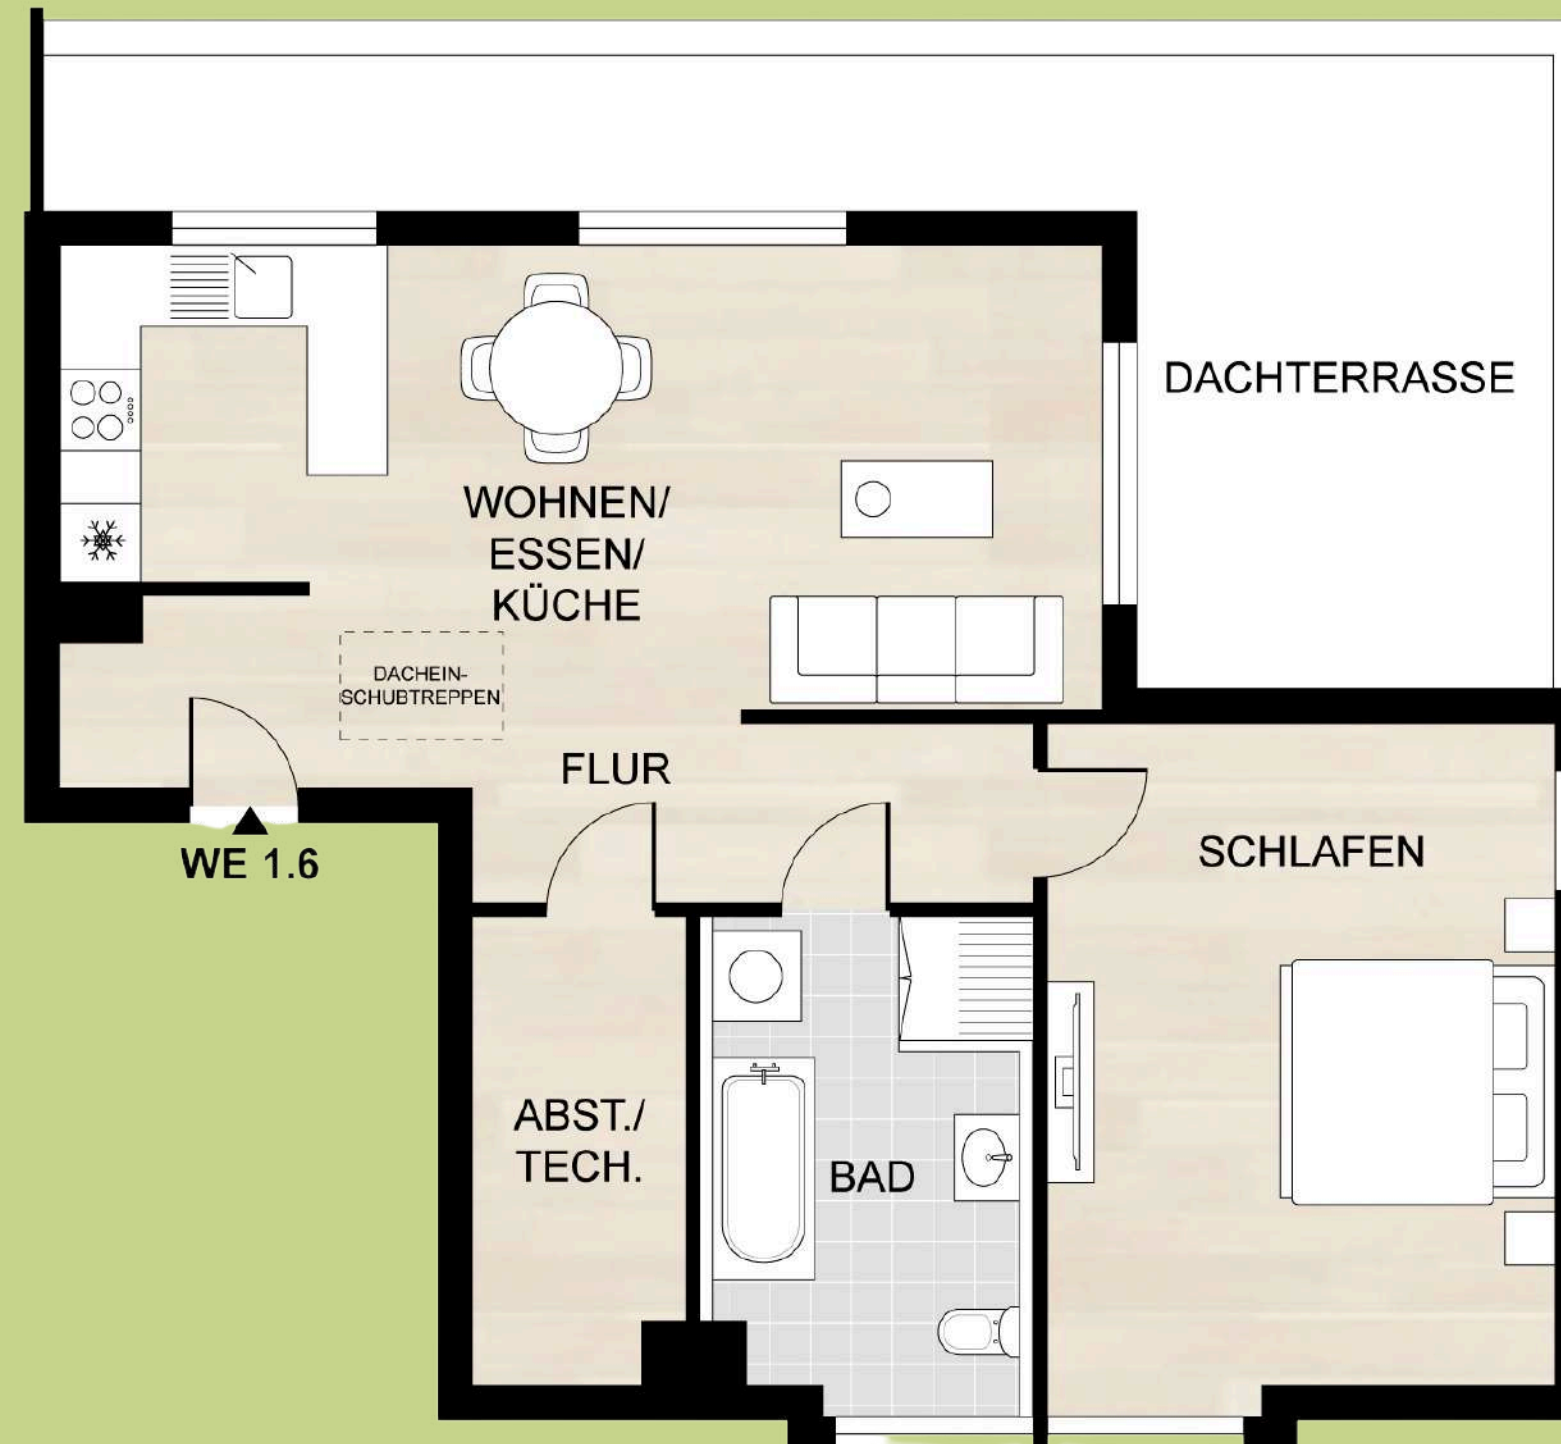 DACHTERRASSE
WOHNEN/
ESSEN/
KÜCHE
DACHEIN-
SCHUBTREPPEN
FLUR
WE 1.6
SCHLAFEN
ABST./
TECH.
BAD